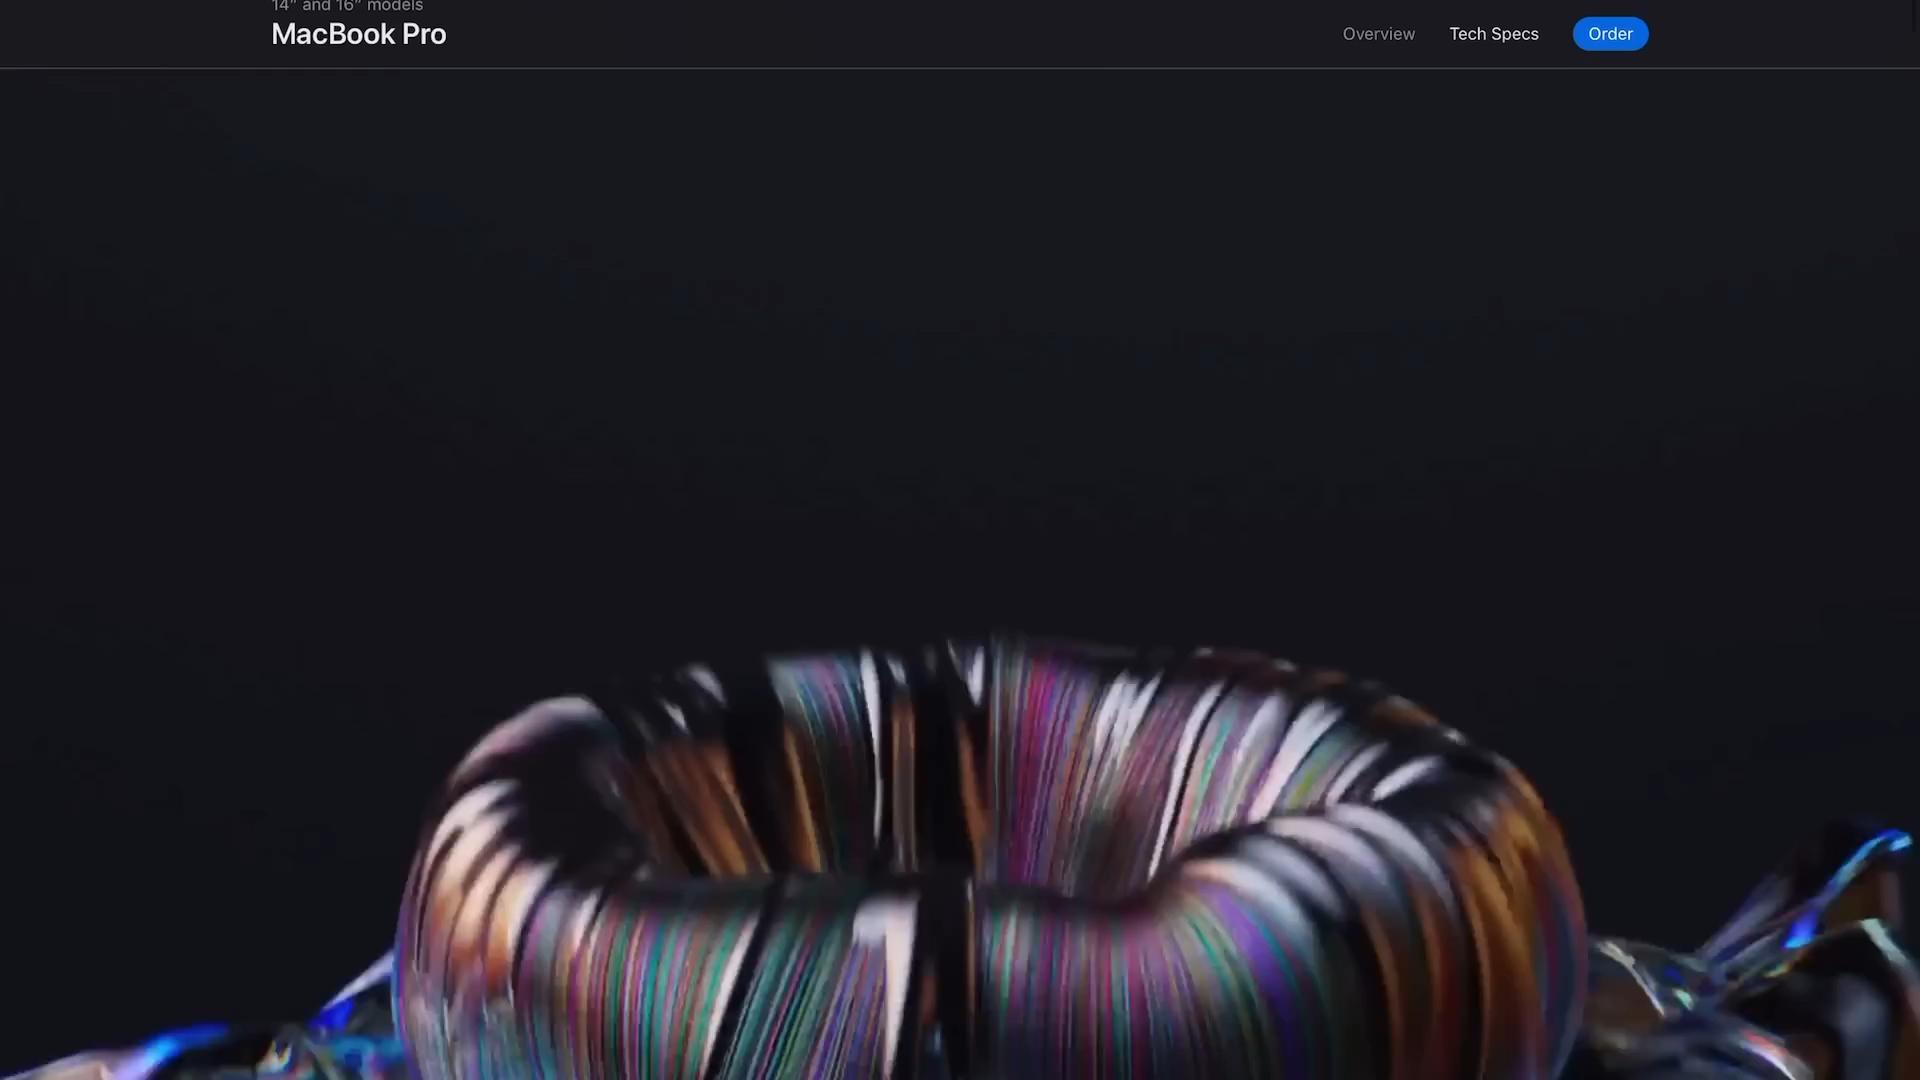 14″ and 16″ models
MacBook Pro
Overview
Tech Specs
Order